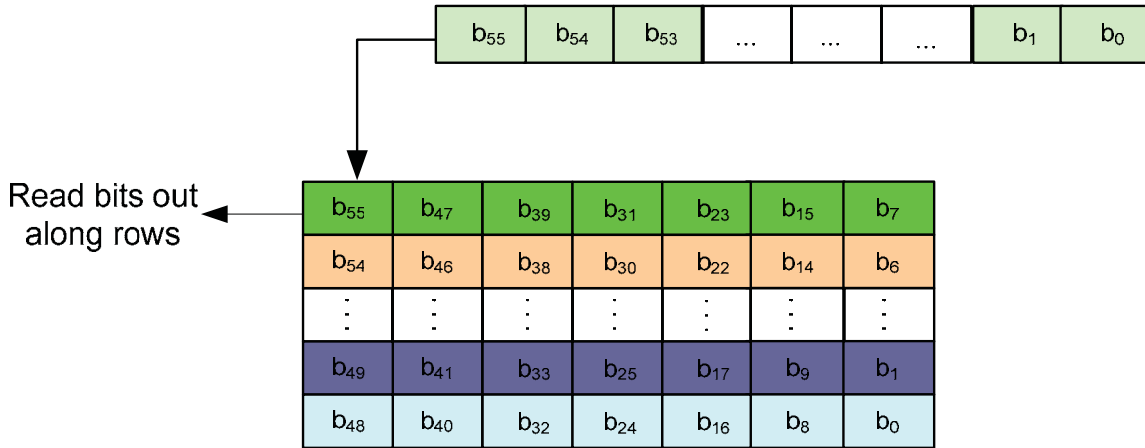 b55 b54 b53 ... ... ... b1 b0
Read bits out
along rows
b55 b47 b39 b31 b23 b15 b7
b54 b46 b38 b30 b22 b14 b6
⋮ ⋮ ⋮ ⋮ ⋮ ⋮ ⋮
b49 b41 b33 b25 b17 b9 b1
b48 b40 b32 b24 b16 b8 b0